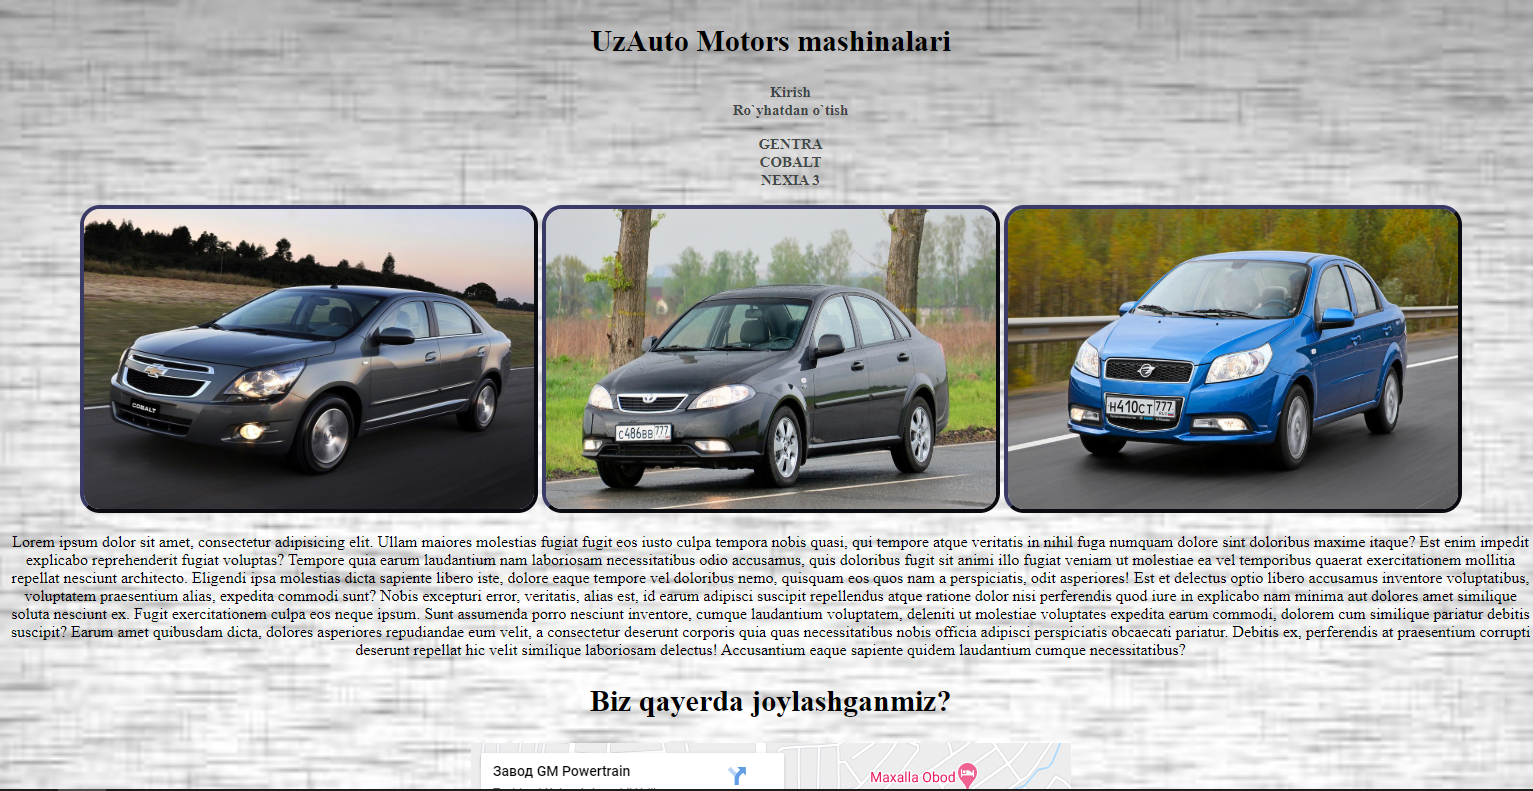 UzAuto Motors mashinalari
Kirish
Ro`yhatdan o`tish
GENTRA
COBALT
NEXIA 3
COBALT
с486вв 777
Н410СТ 777
Lorem ipsum dolor sit amet, consectetur adipisicing elit. Ullam maiores molestias fugiat fugit eos iusto culpa tempora nobis quasi, qui tempore atque veritatis in nihil fuga numquam dolore sint doloribus maxime itaque? Est enim impedit
explicabo reprehenderit fugiat voluptas? Tempore quia earum laudantium nam laboriosam necessitatibus odio accusamus, quis doloribus fugit sit animi illo fugiat veniam ut molestiae ea vel temporibus quaerat exercitationem mollitia
repellat nesciunt architecto. Eligendi ipsa molestias dicta sapiente libero iste, dolore eaque tempore vel doloribus nemo, quisquam eos quos nam a perspiciatis, odit asperiores! Est et delectus optio libero accusamus inventore voluptatibus,
voluptatem praesentium alias, expedita commodi sunt? Nobis excepturi error, veritatis, alias est, id earum adipisci suscipit repellendus atque ratione dolor nisi perferendis quod iure in explicabo nam minima aut dolores amet similique
soluta nesciunt ex. Fugit exercitationem culpa eos neque ipsum. Sunt assumenda porro nesciunt inventore, cumque laudantium voluptatem, deleniti ut molestiae voluptates expedita earum commodi, dolorem cum similique pariatur debitis
suscipit? Earum amet quibusdam dicta, dolores asperiores repudiandae eum velit, a consectetur deserunt corporis quia quas necessitatibus nobis officia adipisci perspiciatis obcaecati pariatur. Debitis ex, perferendis at praesentium corrupti
deserunt repellat hic velit similique laboriosam delectus! Accusantium eaque sapiente quidem laudantium cumque necessitatibus?
Biz qayerda joylashganmiz?
Завод GM Powertrain
Maxalla Obod